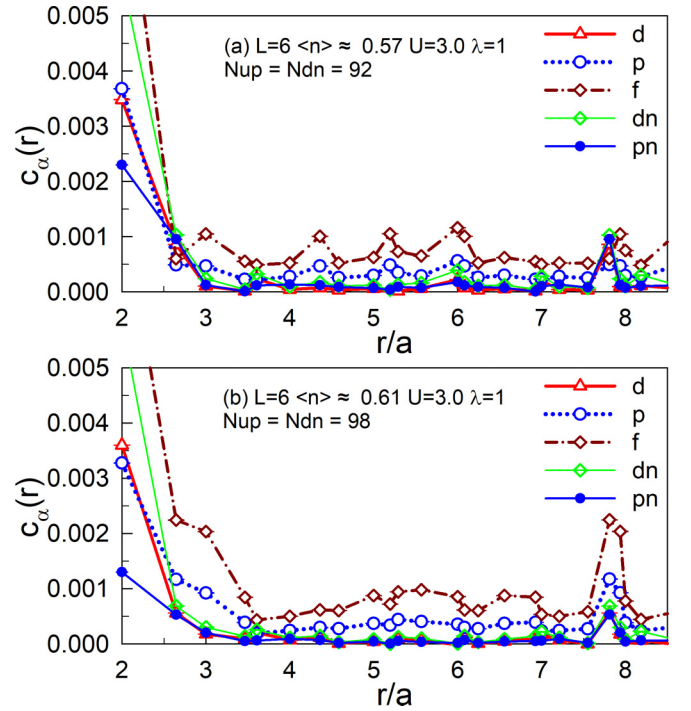 0.005
0.004
0.003
0.002
0.001
0.000
cα(r)
(a) L=6 <n> ≈ 0.57 U=3.0 λ=1
Nup = Ndn = 92
d
p
f
dn
pn
2 3 4 5 6 7 8
r/a
0.005
0.004
0.003
0.002
0.001
0.000
cα(r)
(b) L=6 <n> ≈ 0.61 U=3.0 λ=1
Nup = Ndn = 98
d
p
f
dn
pn
2 3 4 5 6 7 8
r/a